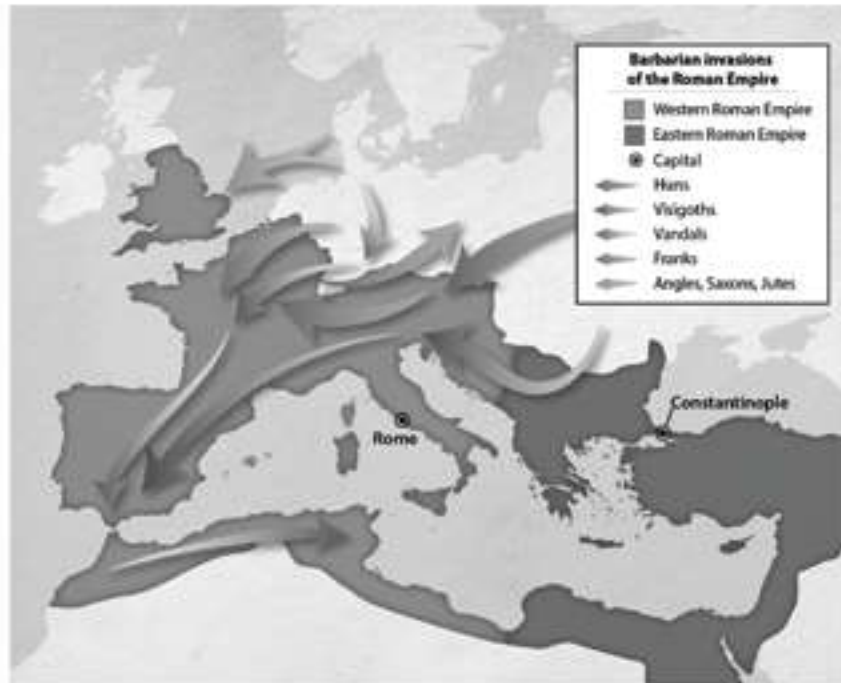 Barbarian invasions
of the Roman Empire
Western Roman Empire
Eastern Roman Empire
Capital
Huns
Visigoths
Vandals
Franks
Angles, Saxons, Jutes
Constantinople
Rome